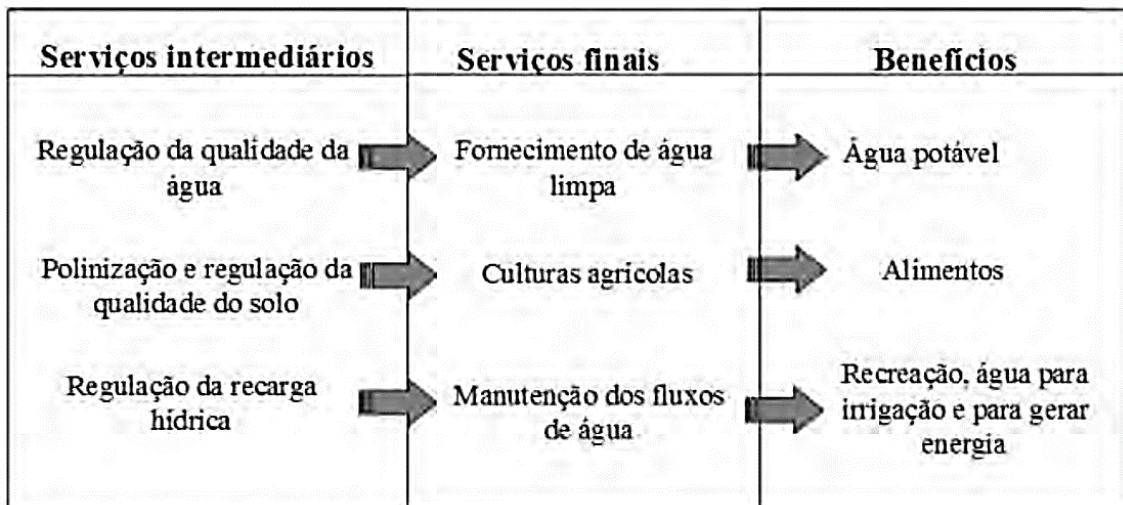 Serviços intermediários
Serviços finais
Benefícios
Regulação da qualidade da
água
Fornecimento de água
limpa
Água potável
Polinização e regulação da
qualidade do solo
Culturas agrícolas
Alimentos
Regulação da recarga
hídrica
Manutenção dos fluxos
de água
Recreação, água para
irrigação e para gerar
energia